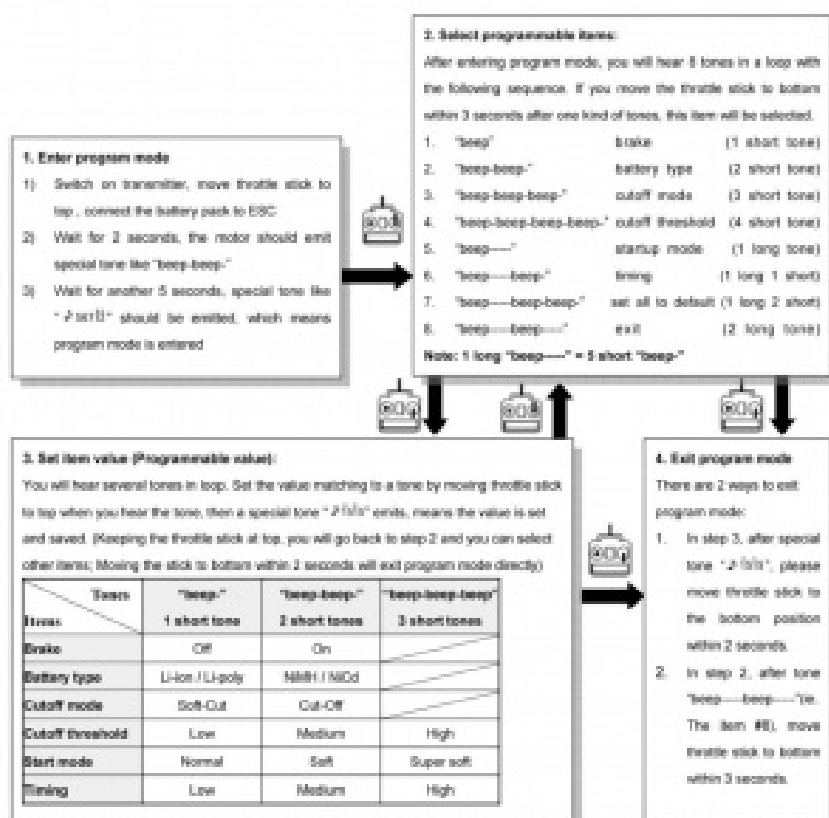 1. Enter program mode
1) Switch on transmitter, move throttle stick to
top , connect the battery pack to ESC
2) Wait for 2 seconds, the motor should emit
special tone like "beep-beep-"
3) Wait for another 5 seconds, special tone like
should be emitted, which means
program mode is entered
2. Select programmable items:
After entering program mode, you will hear 8 tones in a loop with
the following sequence. If you move the throttle stick to bottom
within 3 seconds after one kind of tones, this item will be selected.
1. "beep" brake (1 short tone)
2. "beep-beep-" battery type (2 short tone)
3. "beep-beep-beep-" cutoff mode (3 short tone)
4. "beep-beep-beep-beep-" cutoff threshold (4 short tone)
5. "beep-----" startup mode (1 long tone)
6. "beep-----beep-" timing (1 long 1 short)
7. "beep-----beep-beep-" set all to default (1 long 2 short)
8. "beep-----beep-----" exit (2 long tone)
Note: 1 long "beep-----" = 5 short "beep-"
3. Set item value (Programmable value):
You will hear several tones in loop. Set the value matching to a tone by moving throttle stick
to top when you hear the tone, then a special tone emits, means the value is set
and saved. (Keeping the throttle stick at top, you will go back to step 2 and you can select
other items; Moving the stick to bottom within 2 seconds will exit program mode directly)
Tones "beep-" "beep-beep-" "beep-beep-beep"
Items 1 short tone 2 short tones 3 short tones
Brake Off On
Battery type Li-ion / Li-poly NiMH / NiCd
Cutoff mode Soft-Cut Cut-Off
Cutoff threshold Low Medium High
Start mode Normal Soft Super soft
Timing Low Medium High
4. Exit program mode
There are 2 ways to exit
program mode:
1. In step 3, after special
tone please
move throttle stick to
the bottom position
within 2 seconds.
2. In step 2, after tone
"beep-----beep-----"(ie.
The item #8), move
throttle stick to bottom
within 3 seconds.